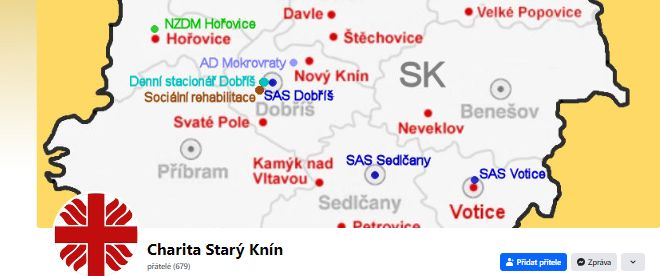 Davle
Velké Popovice
NZDM Hořovice
Hořovice
Štěchovice
AD Mokrovraty
Nový Knín
SK
Denní stacionář Dobříš
SAS Dobříš
Sociální rehabilitace
Dobříš
Benešov
Svaté Pole
Neveklov
Příbram
Kamýk nad
Vltavou
SAS Sedlčany
SAS Votice
Sedlčany
Votice
Petrovice
Charita Starý Knín
přátelé (679)
Přidat přítele
Zpráva